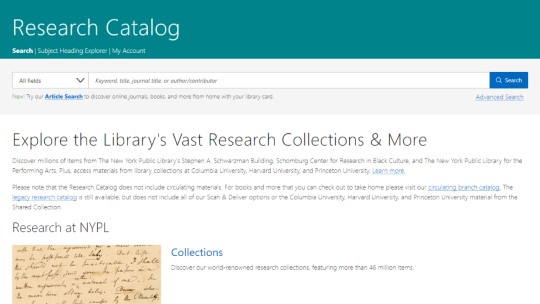 Research Catalog
Search | Subject Heading Explorer | My Account
All fields
Keyword, title, journal title, or author/contributor
Search
New! Try our Article Search to discover online journals, books, and more from home with your library card.
Advanced Search
Explore the Library's Vast Research Collections & More
Discover millions of items from The New York Public Library's Stephen A. Schwarzman Building, Schomburg Center for Research in Black Culture, and The New York Public Library for the
Performing Arts. Plus, access materials from library collections at Columbia University, Harvard University, and Princeton University. Learn more.
Please note that the Research Catalog does not include circulating materials. For books and more that you can check out to take home please visit our circulating branch catalog. The
legacy research catalog is still available, but does not include all of our Scan & Deliver options or the Columbia University, Harvard University, and Princeton University material from the
Shared Collection.
Research at NYPL
Collections
Discover our world-renowned research collections, featuring more than 46 million items.